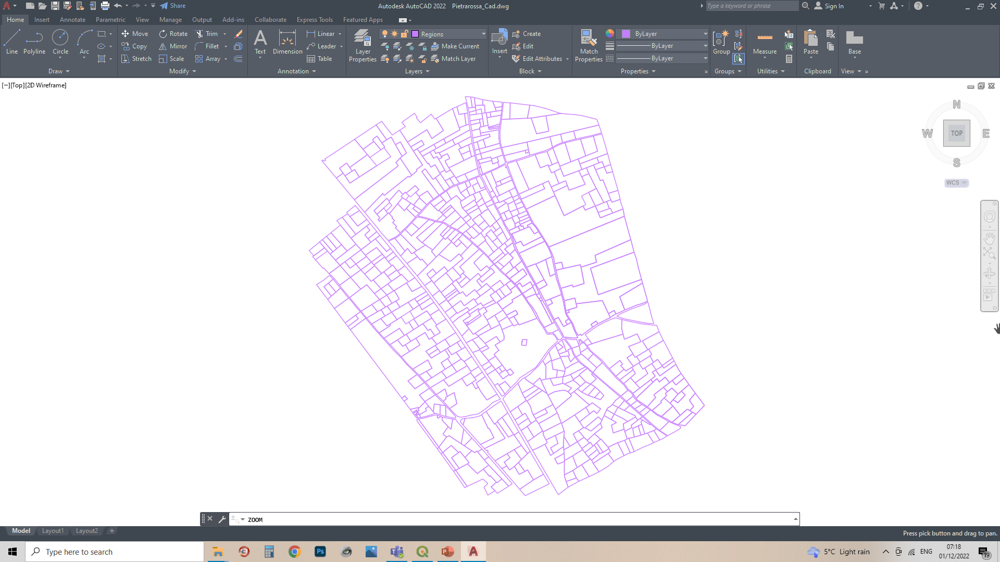 Share
Autodesk AutoCAD 2022 Pietrarossa_Cad.dwg
Type a keyword or phrase
Sign In
Home Insert Annotate Parametric View Manage Output Add-ins Collaborate Express Tools Featured Apps
Line Polyline Circle Arc
Move Rotate Trim
Copy Mirror Fillet
Stretch Scale Array
Text Dimension
Linear
Leader
Table
Layer Properties
Regions
Make Current
Match Layer
Insert
Create
Edit
Edit Attributes
Match Properties
ByLayer
ByLayer
ByLayer
Group
Measure
Paste
Base
Draw Modify Annotation Layers Block Properties Groups Utilities Clipboard View
[−][Top][2D Wireframe]
N
W TOP E
S
WCS
ZOOM
Model Layout1 Layout2 +
Press pick button and drag to pan.
Type here to search
Ps
5°C Light rain
ENG
07:18
01/12/2022
19